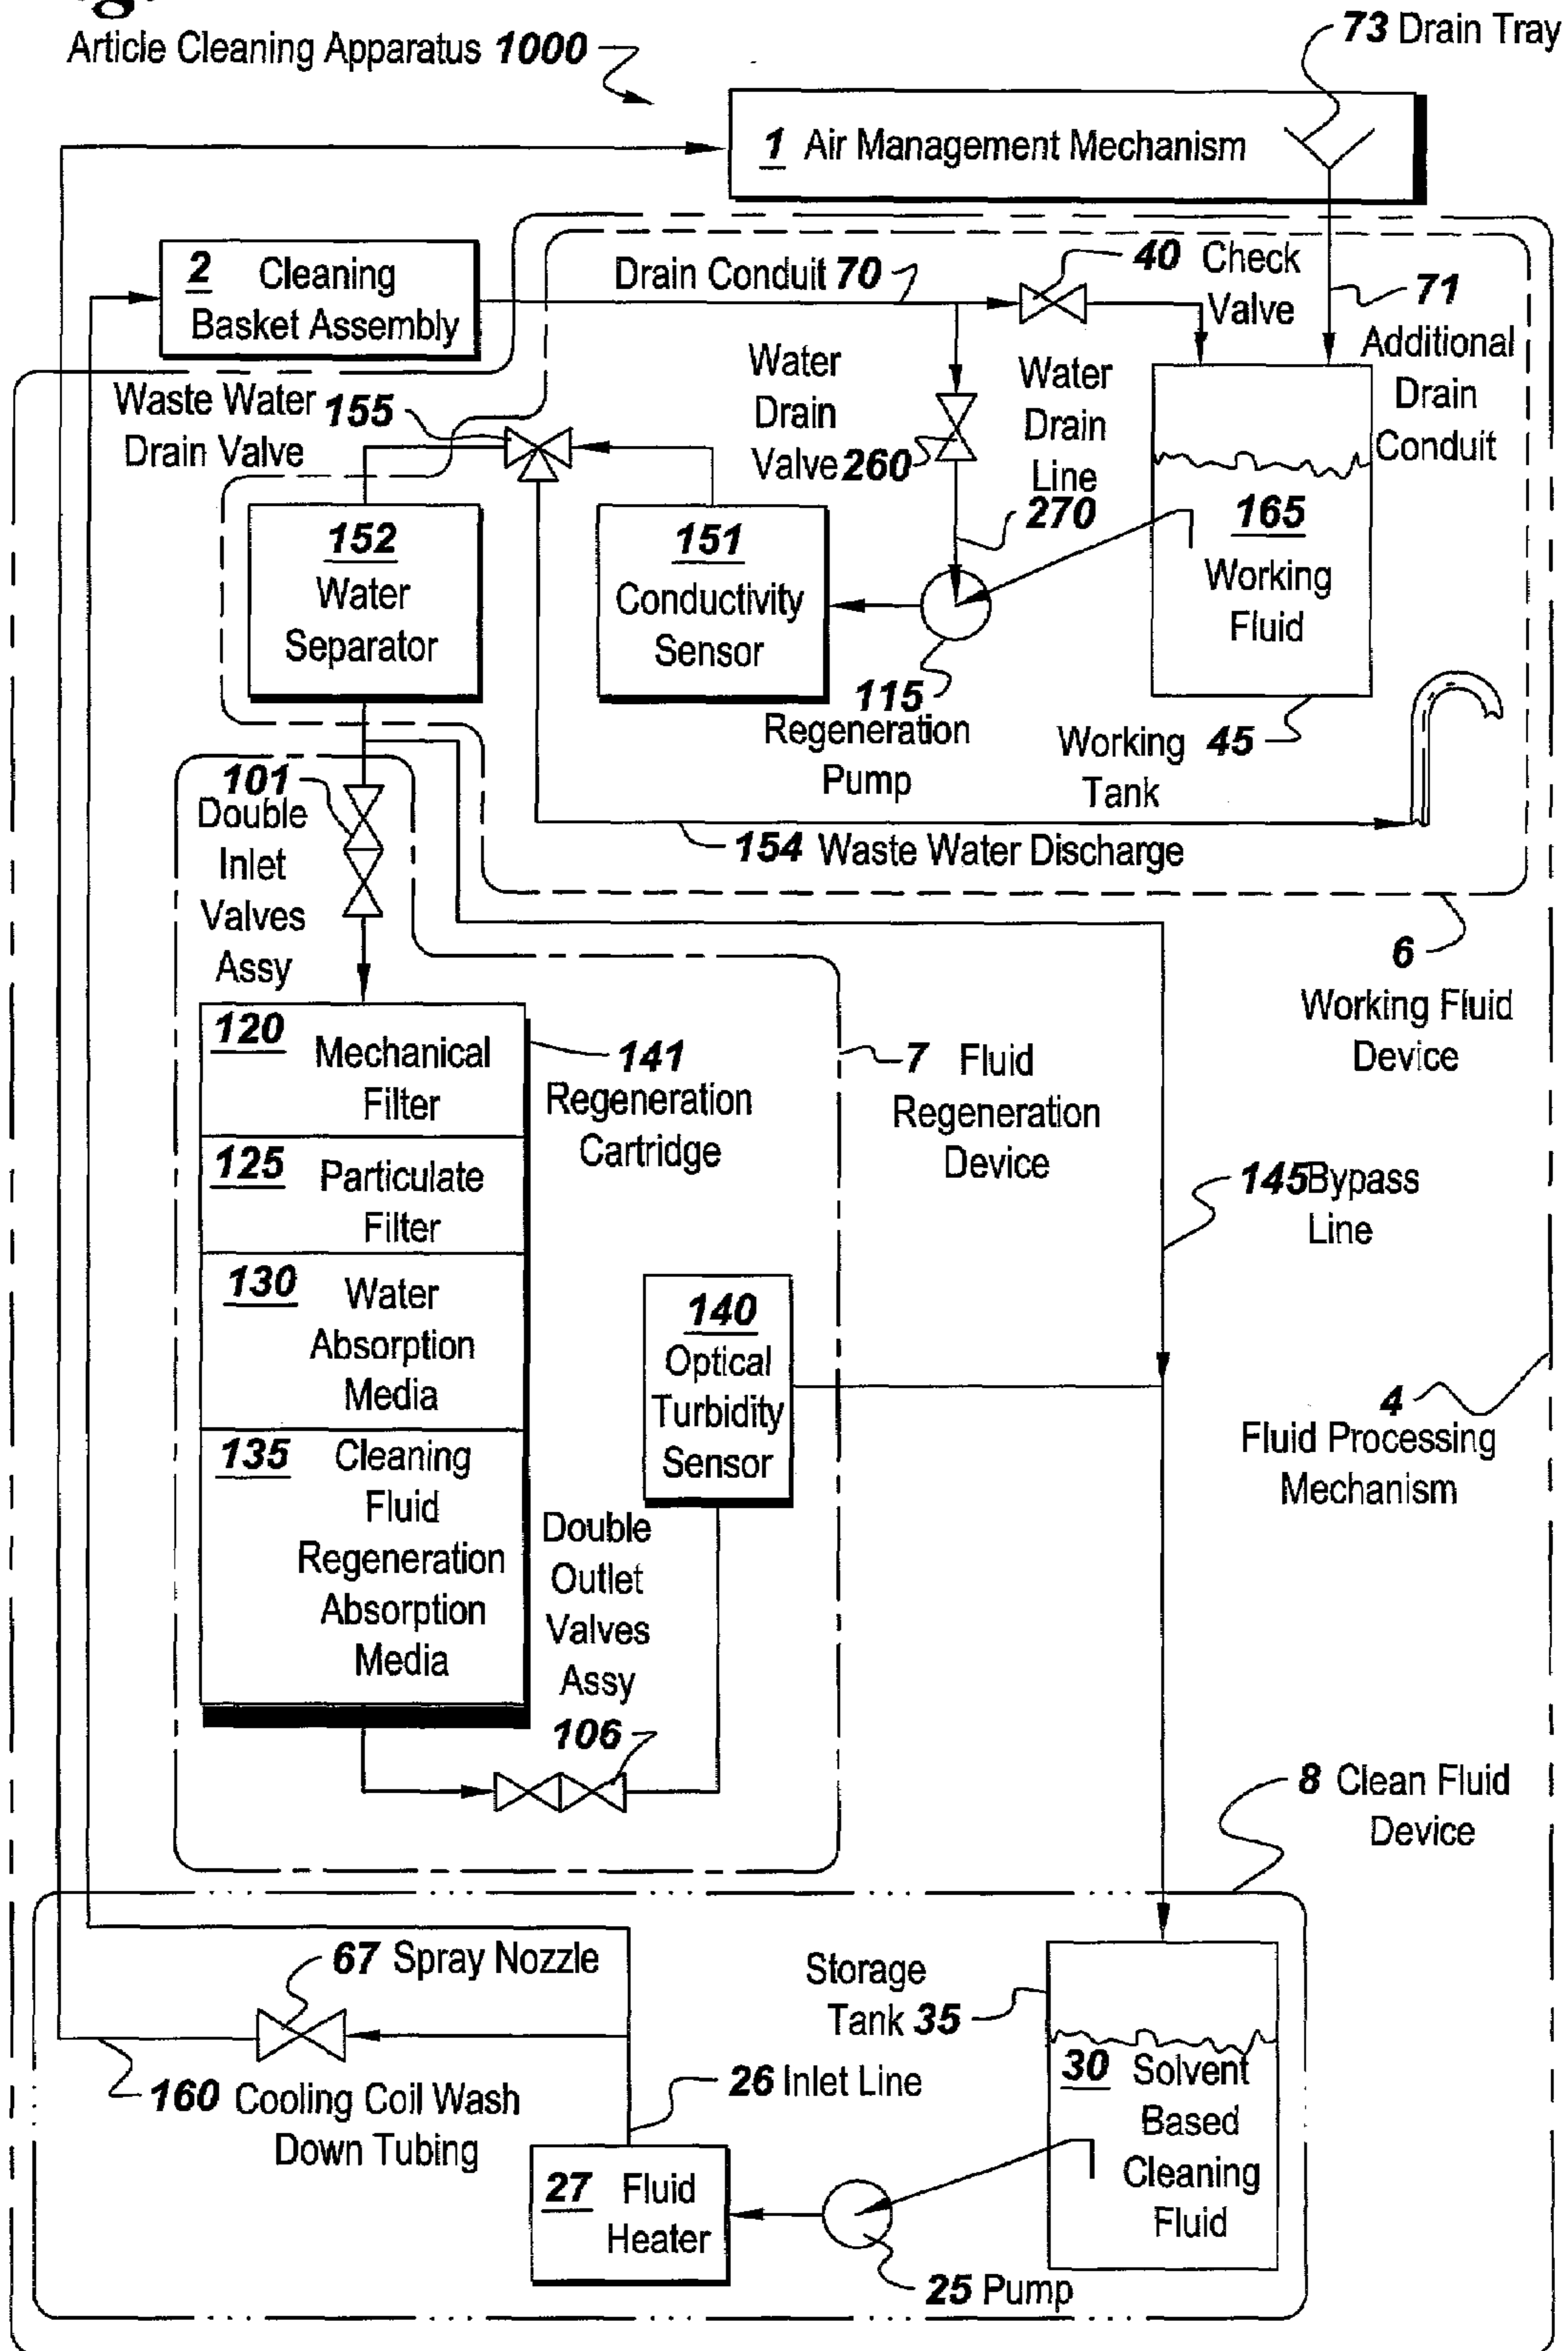 Article Cleaning Apparatus 1000
73 Drain Tray
1 Air Management Mechanism
2 Cleaning
Basket Assembly
Drain Conduit 70
40 Check
Valve
71
Additional
Drain
Conduit
Waste Water 155
Drain Valve
Water
Drain
Valve 260
Water
Drain
Line
270
152
Water
Separator
151
Conductivity
Sensor
165
Working
Fluid
115
Regeneration
Pump
Working 45
Tank
101
Double
Inlet
Valves
Assy
154 Waste Water Discharge
6
Working Fluid
Device
120 Mechanical
Filter
141
Regeneration
Cartridge
7 Fluid
Regeneration
Device
125 Particulate
Filter
145 Bypass
Line
130 Water
Absorption
Media
140
Optical
Turbidity
Sensor
4
Fluid Processing
Mechanism
135 Cleaning
Fluid
Regeneration
Absorption
Media
Double
Outlet
Valves
Assy
106
8 Clean Fluid
Device
67 Spray Nozzle
Storage
Tank 35
30 Solvent
Based
Cleaning
Fluid
26 Inlet Line
160 Cooling Coil Wash
Down Tubing
27 Fluid
Heater
25 Pump